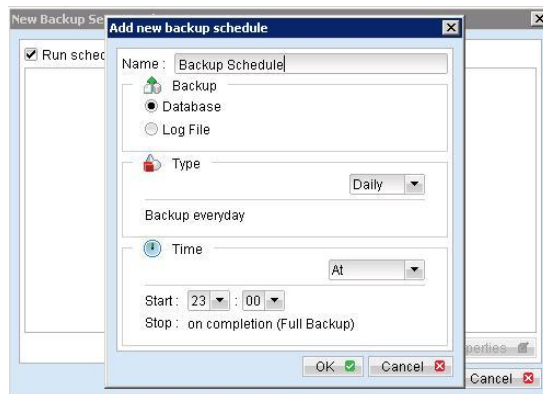 New Backup Se
Add new backup schedule
Run sched
Name : Backup Schedule
Backup
Database
Log File
Type
Daily
Backup everyday
Time
At
Start : 23 : 00
Stop : on completion (Full Backup)
perties
OK Cancel
Cancel